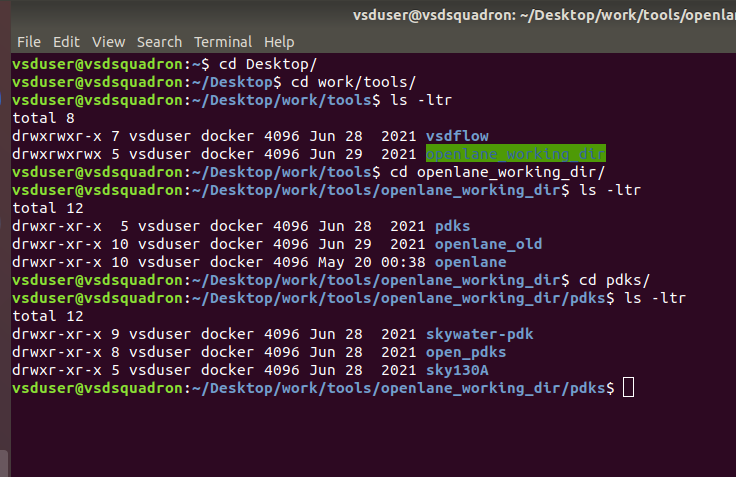 vsduser@vsdsquadron: ~/Desktop/work/tools/openlan
File Edit View Search Terminal Help
vsduser@vsdsquadron:~$ cd Desktop/
vsduser@vsdsquadron:~/Desktop$ cd work/tools/
vsduser@vsdsquadron:~/Desktop/work/tools$ ls -ltr
total 8
drwxrwxr-x 7 vsduser docker 4096 Jun 28  2021 vsdflow
drwxrwxrwx 5 vsduser docker 4096 Jun 29  2021 openlane_working_dir
vsduser@vsdsquadron:~/Desktop/work/tools$ cd openlane_working_dir/
vsduser@vsdsquadron:~/Desktop/work/tools/openlane_working_dir$ ls -ltr
total 12
drwxr-xr-x  5 vsduser docker 4096 Jun 28  2021 pdks
drwxr-xr-x 10 vsduser docker 4096 Jun 29  2021 openlane_old
drwxr-xr-x 10 vsduser docker 4096 May 20 00:38 openlane
vsduser@vsdsquadron:~/Desktop/work/tools/openlane_working_dir$ cd pdks/
vsduser@vsdsquadron:~/Desktop/work/tools/openlane_working_dir/pdks$ ls -ltr
total 12
drwxr-xr-x 9 vsduser docker 4096 Jun 28  2021 skywater-pdk
drwxr-xr-x 8 vsduser docker 4096 Jun 28  2021 open_pdks
drwxr-xr-x 5 vsduser docker 4096 Jun 28  2021 sky130A
vsduser@vsdsquadron:~/Desktop/work/tools/openlane_working_dir/pdks$